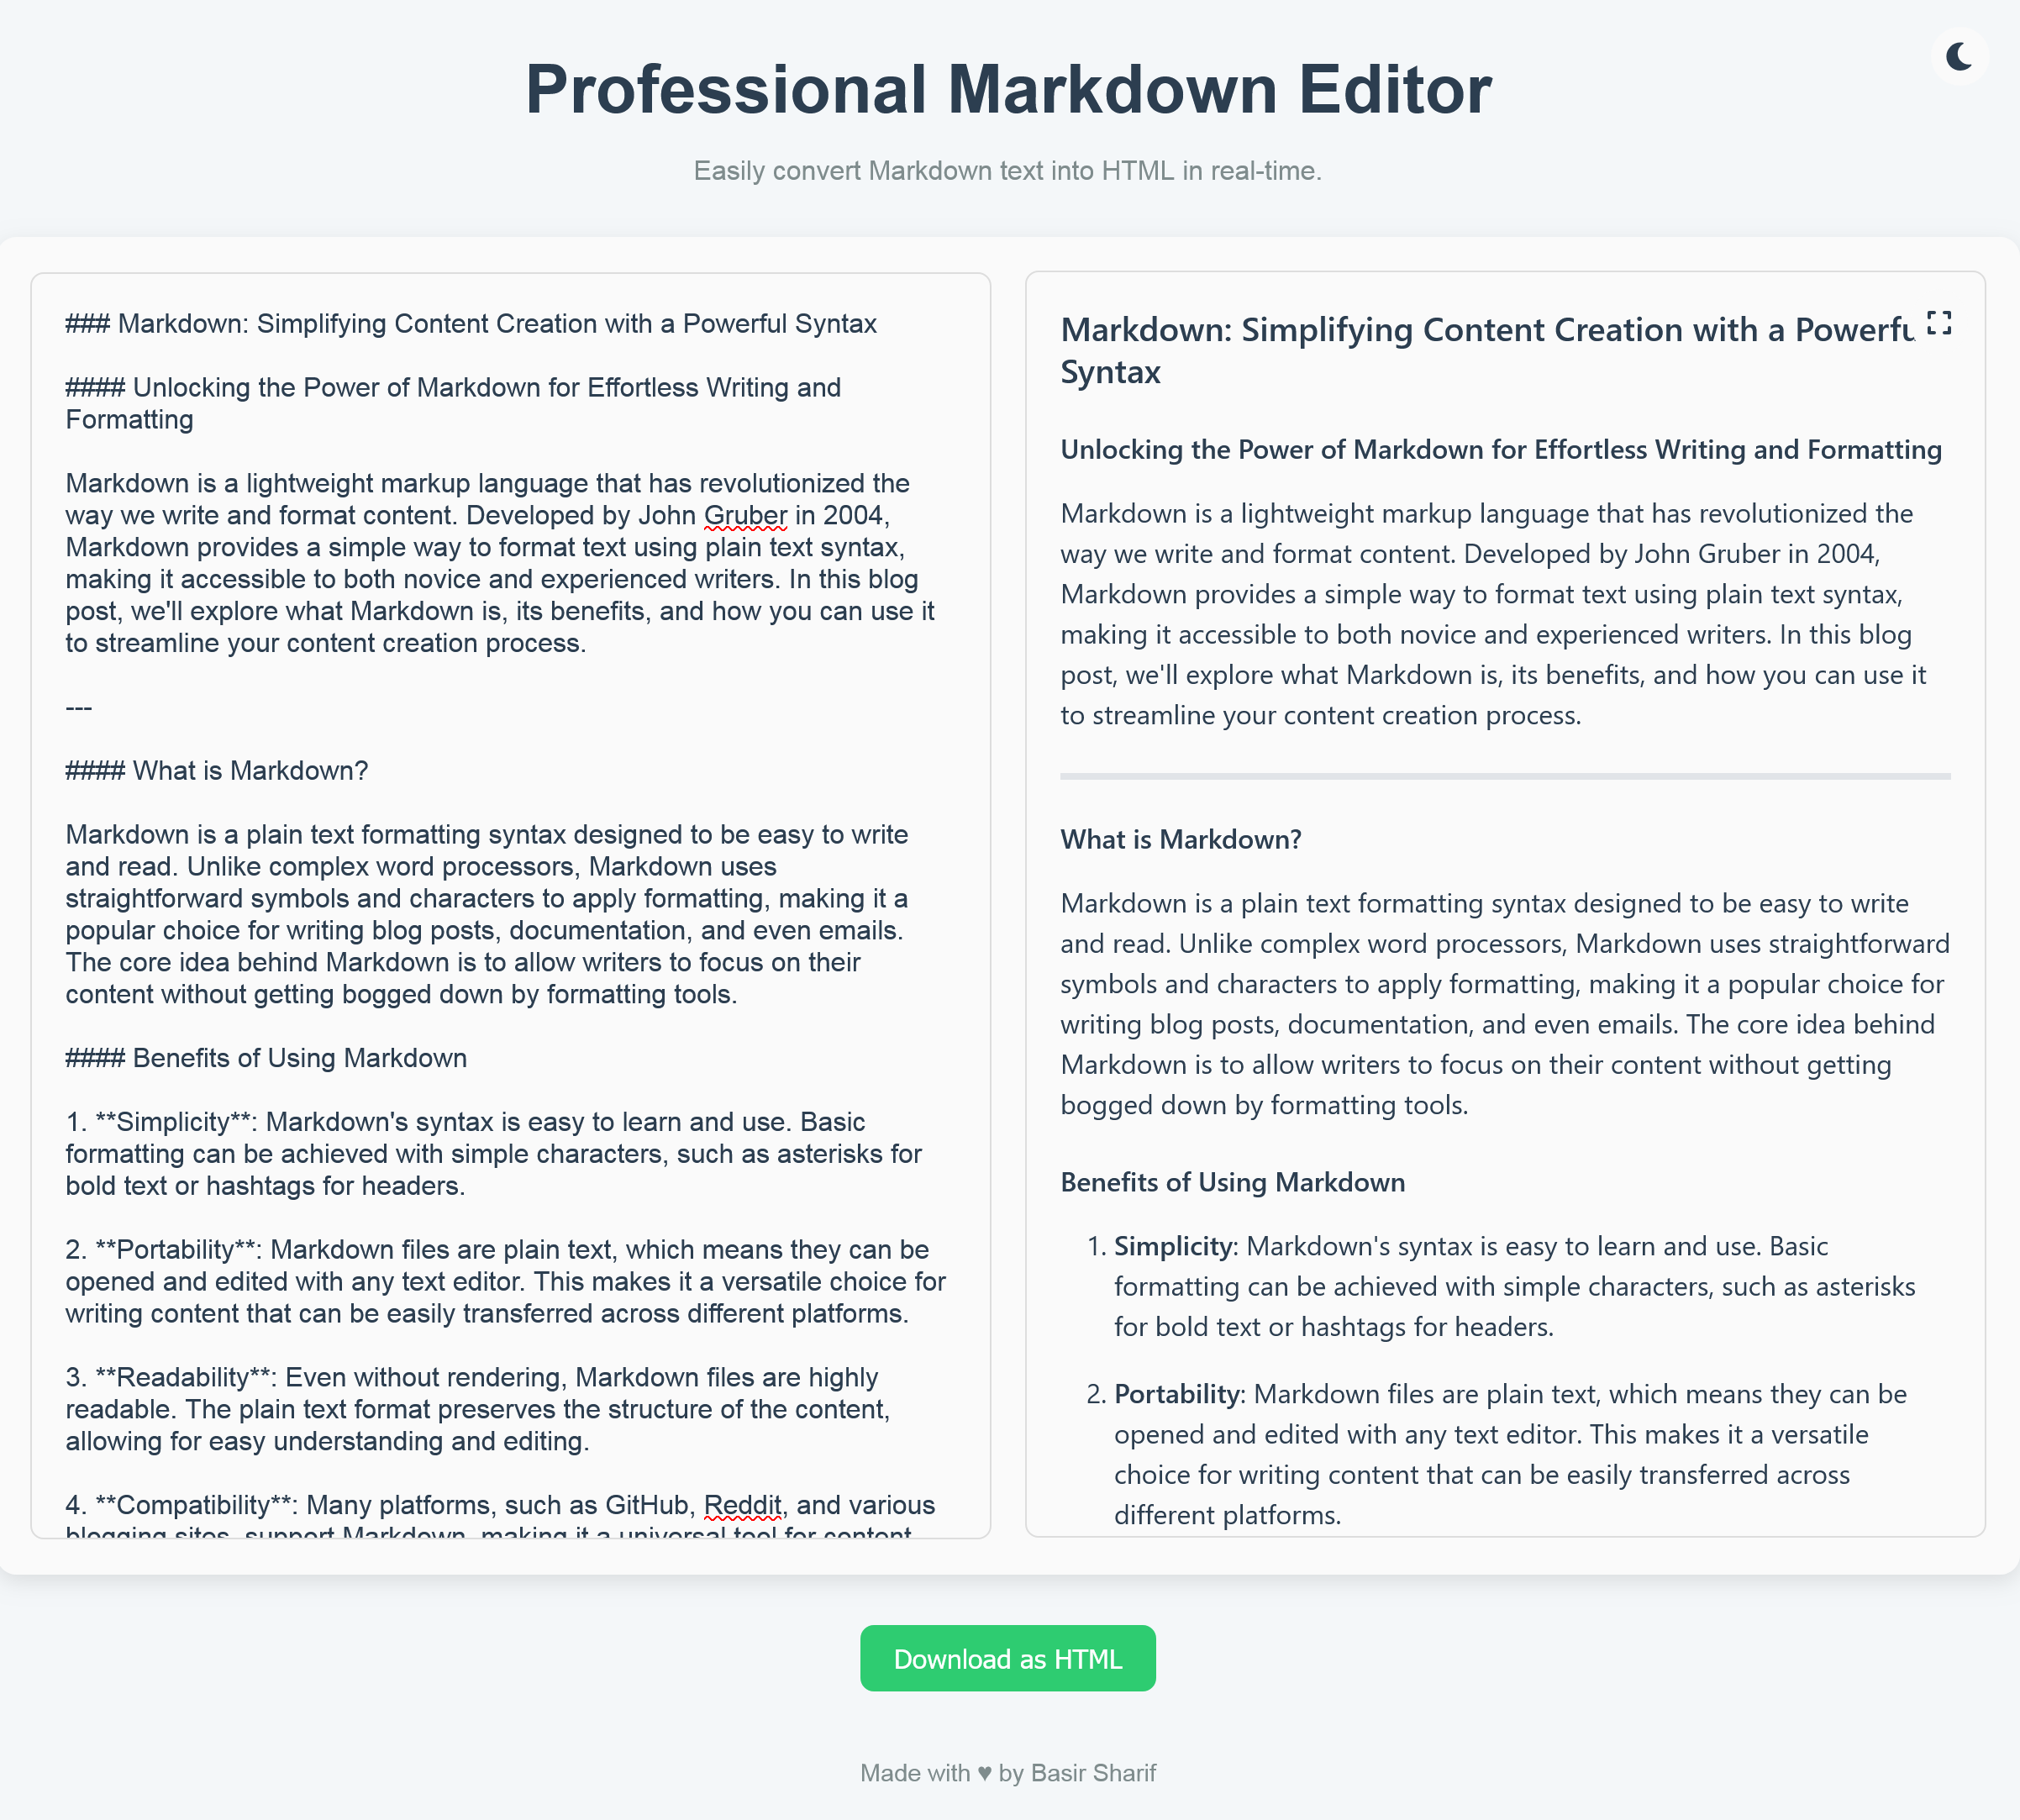 Professional Markdown Editor
Easily convert Markdown text into HTML in real-time.
### Markdown: Simplifying Content Creation with a Powerful Syntax
#### Unlocking the Power of Markdown for Effortless Writing and
Formatting
Markdown is a lightweight markup language that has revolutionized the
way we write and format content. Developed by John Gruber in 2004,
Markdown provides a simple way to format text using plain text syntax,
making it accessible to both novice and experienced writers. In this blog
post, we'll explore what Markdown is, its benefits, and how you can use it
to streamline your content creation process.
---
#### What is Markdown?
Markdown is a plain text formatting syntax designed to be easy to write
and read. Unlike complex word processors, Markdown uses
straightforward symbols and characters to apply formatting, making it a
popular choice for writing blog posts, documentation, and even emails.
The core idea behind Markdown is to allow writers to focus on their
content without getting bogged down by formatting tools.
#### Benefits of Using Markdown
1. **Simplicity**: Markdown's syntax is easy to learn and use. Basic
formatting can be achieved with simple characters, such as asterisks for
bold text or hashtags for headers.
2. **Portability**: Markdown files are plain text, which means they can be
opened and edited with any text editor. This makes it a versatile choice for
writing content that can be easily transferred across different platforms.
3. **Readability**: Even without rendering, Markdown files are highly
readable. The plain text format preserves the structure of the content,
allowing for easy understanding and editing.
4. **Compatibility**: Many platforms, such as GitHub, Reddit, and various
blogging sites, support Markdown, making it a universal tool for content
Markdown: Simplifying Content Creation with a Powerfu
Syntax
Unlocking the Power of Markdown for Effortless Writing and Formatting
Markdown is a lightweight markup language that has revolutionized the
way we write and format content. Developed by John Gruber in 2004,
Markdown provides a simple way to format text using plain text syntax,
making it accessible to both novice and experienced writers. In this blog
post, we'll explore what Markdown is, its benefits, and how you can use it
to streamline your content creation process.
What is Markdown?
Markdown is a plain text formatting syntax designed to be easy to write
and read. Unlike complex word processors, Markdown uses straightforward
symbols and characters to apply formatting, making it a popular choice for
writing blog posts, documentation, and even emails. The core idea behind
Markdown is to allow writers to focus on their content without getting
bogged down by formatting tools.
Benefits of Using Markdown
1. Simplicity: Markdown's syntax is easy to learn and use. Basic
formatting can be achieved with simple characters, such as asterisks
for bold text or hashtags for headers.
2. Portability: Markdown files are plain text, which means they can be
opened and edited with any text editor. This makes it a versatile
choice for writing content that can be easily transferred across
different platforms.
Download as HTML
Made with ♥ by Basir Sharif